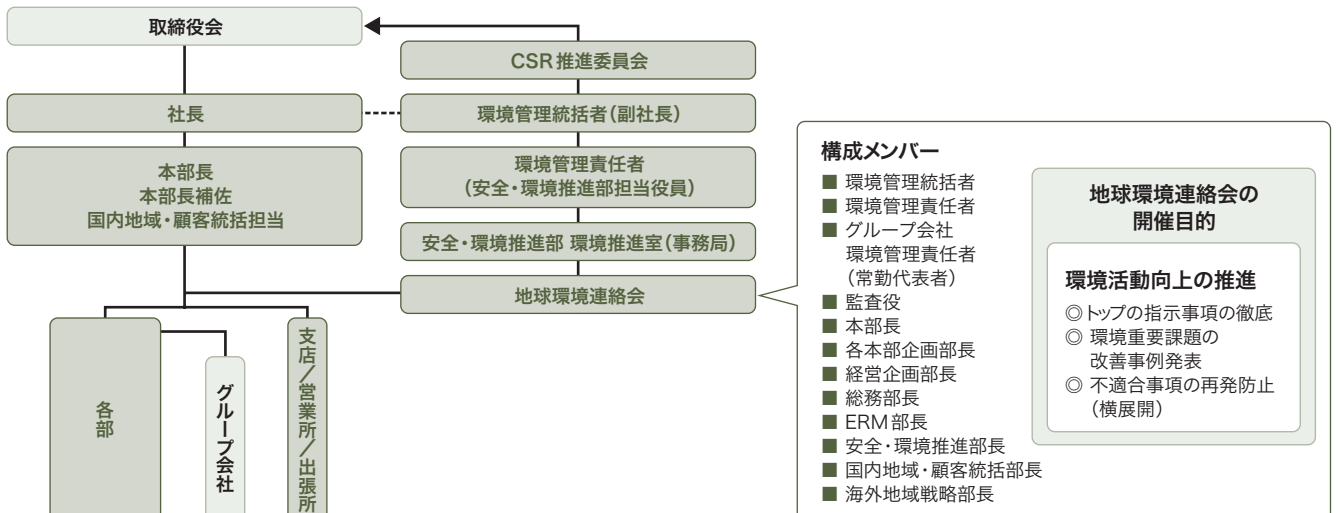 取締役会
CSR推進委員会
社長
環境管理統括者(副社長)
本部長
本部長補佐
国内地域・顧客統括担当
環境管理責任者
(安全・環境推進部担当役員)
安全・環境推進部 環境推進室(事務局)
地球環境連絡会
各部
グループ会社
支店/営業所/出張所
構成メンバー
■ 環境管理統括者
■ 環境管理責任者
■ グループ会社
環境管理責任者
(常勤代表者)
■ 監査役
■ 本部長
■ 各本部企画部長
■ 経営企画部長
■ 総務部長
■ ERM部長
■ 安全・環境推進部長
■ 国内地域・顧客統括部長
■ 海外地域戦略部長
地球環境連絡会の
開催目的
環境活動向上の推進
◎トップの指示事項の徹底
◎ 環境重要課題の
改善事例発表
◎ 不適合事項の再発防止
(横展開)